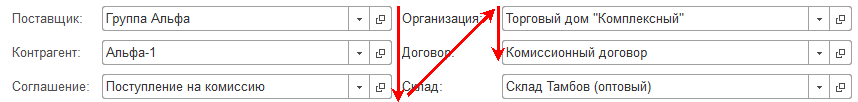 Поставщик: Группа Альфа
Контрагент: Альфа-1
Соглашение: Поступление на комиссию
Организация: Торговый дом "Комплексный"
Договор: Комиссионный договор
Склад: Склад Тамбов (оптовый)